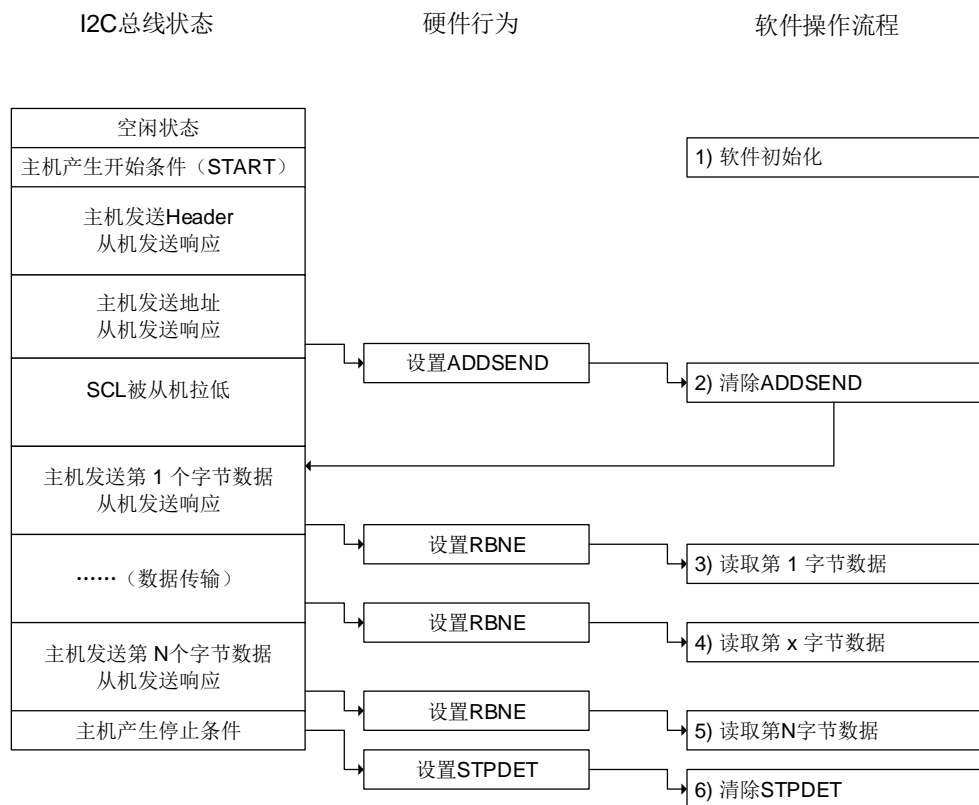 I2C总线状态
硬件行为
软件操作流程
空闲状态
主机产生开始条件（START）
1) 软件初始化
主机发送Header
从机发送响应
主机发送地址
从机发送响应
设置ADDSEND
2) 清除ADDSEND
SCL被从机拉低
主机发送第 1 个字节数据
从机发送响应
设置RBNE
3) 读取第 1 字节数据
……（数据传输）
设置RBNE
4) 读取第 x 字节数据
主机发送第 N个字节数据
从机发送响应
设置RBNE
5) 读取第N字节数据
主机产生停止条件
设置STPDET
6) 清除STPDET